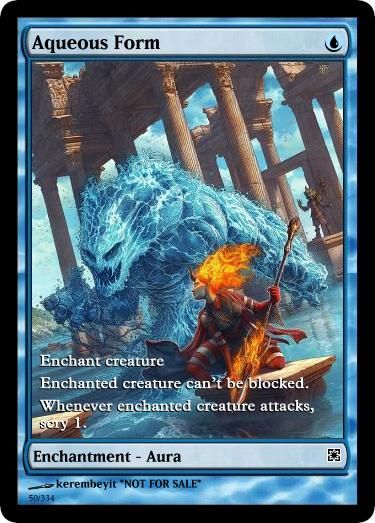 Aqueous Form
Enchant creature
Enchanted creature can't be blocked.
Whenever enchanted creature attacks,
scry 1.
Enchantment - Aura
kerembeyit *NOT FOR SALE*
50/334